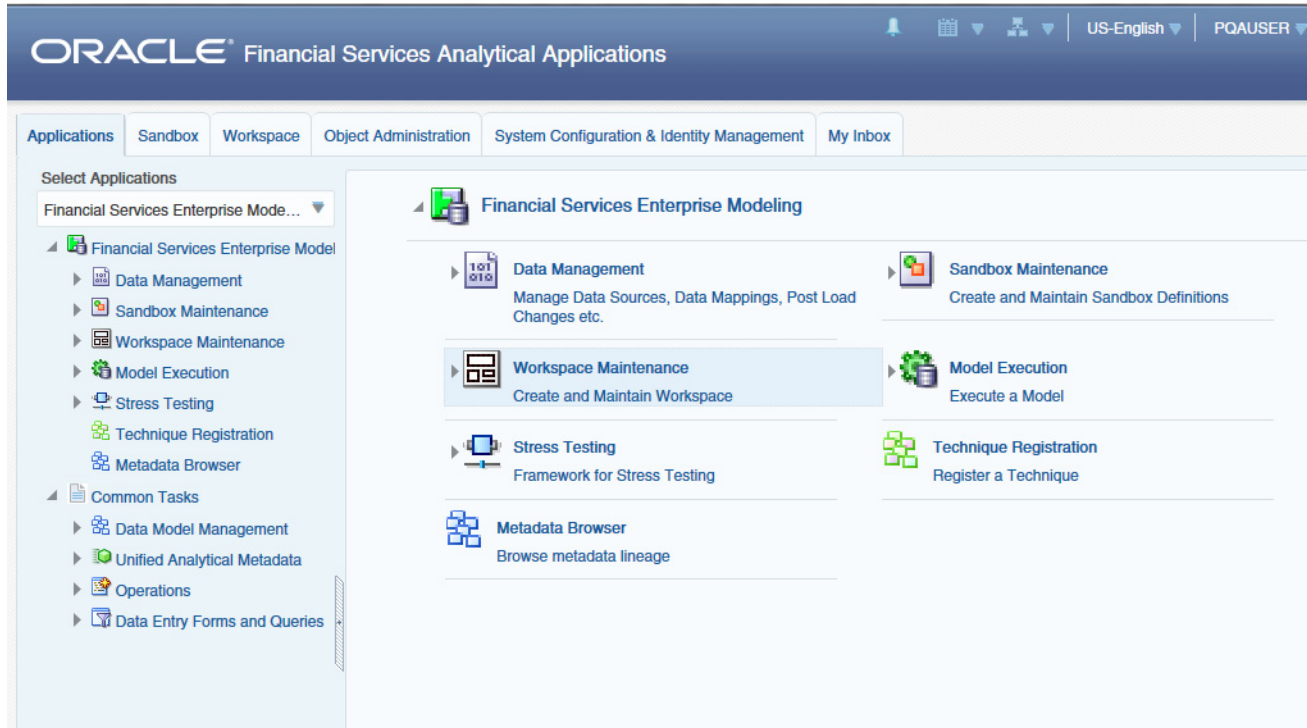 US-English
PQAUSER
ORACLE® Financial Services Analytical Applications
Applications
Sandbox
Workspace
Object Administration
System Configuration & Identity Management
My Inbox
Select Applications
Financial Services Enterprise Mode...
Financial Services Enterprise Model
Data Management
Sandbox Maintenance
Workspace Maintenance
Model Execution
Stress Testing
Technique Registration
Metadata Browser
Common Tasks
Data Model Management
Unified Analytical Metadata
Operations
Data Entry Forms and Queries
Financial Services Enterprise Modeling
Data Management
Manage Data Sources, Data Mappings, Post Load
Changes etc.
Sandbox Maintenance
Create and Maintain Sandbox Definitions
Workspace Maintenance
Create and Maintain Workspace
Model Execution
Execute a Model
Stress Testing
Framework for Stress Testing
Technique Registration
Register a Technique
Metadata Browser
Browse metadata lineage